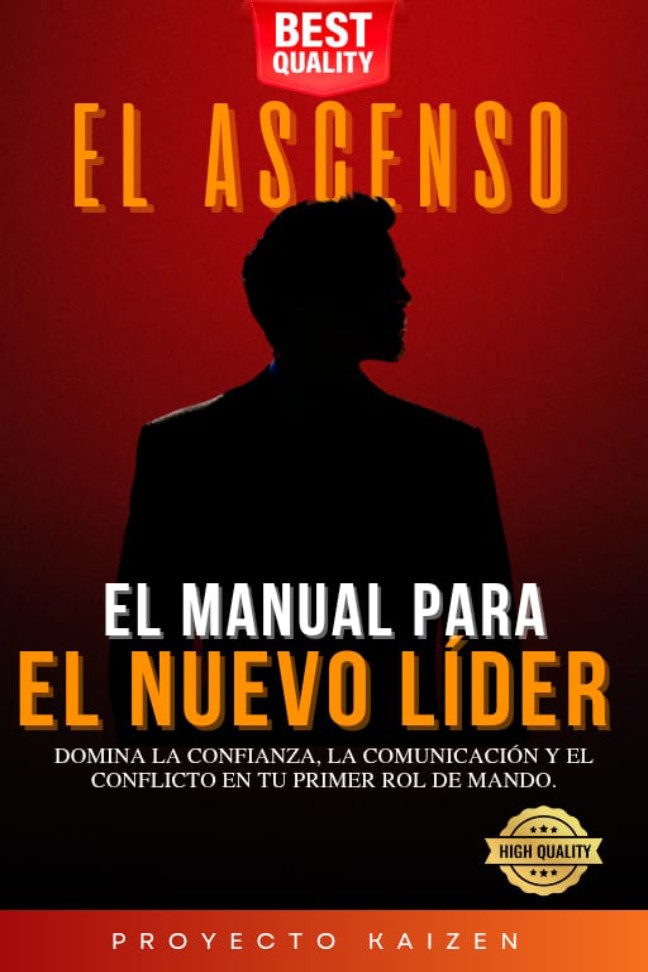 BEST
QUALITY
EL ASCENSO
EL MANUAL PARA
EL NUEVO LÍDER
DOMINA LA CONFIANZA, LA COMUNICACIÓN Y EL
CONFLICTO EN TU PRIMER ROL DE MANDO.
HIGH QUALITY
PROYECTO KAIZEN